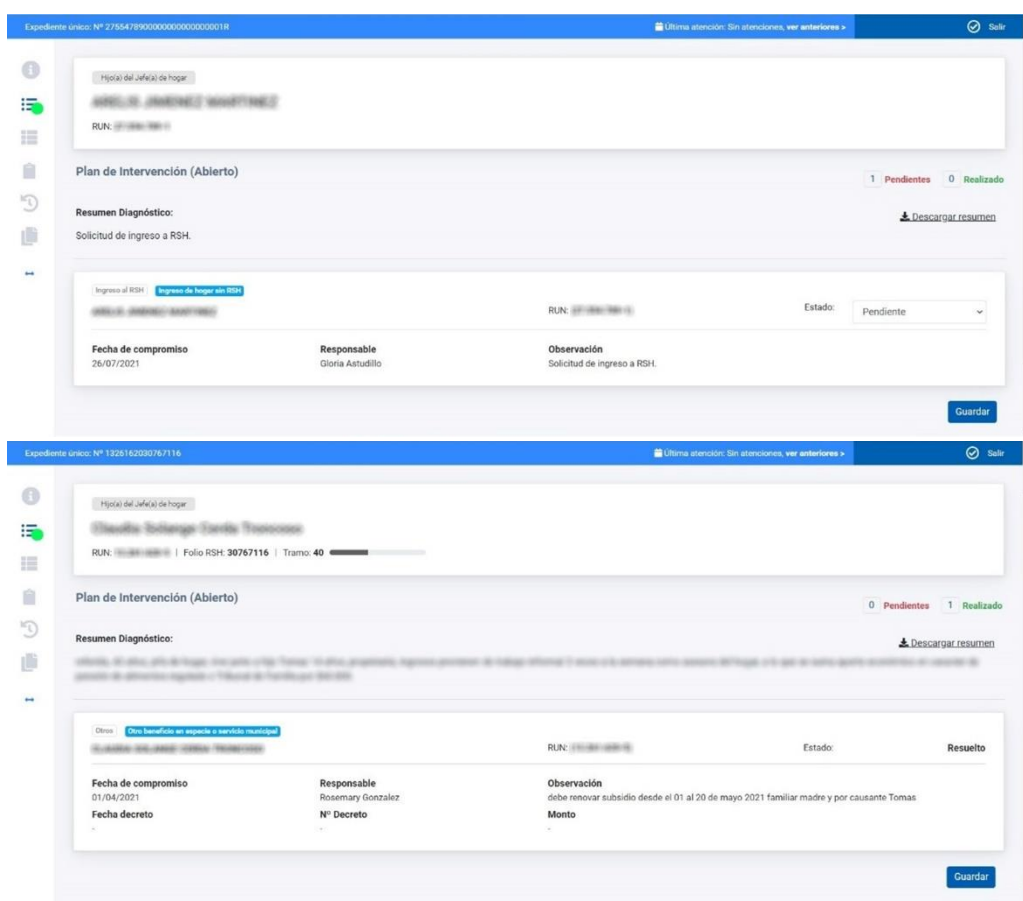 Expediente único: Nº 27554789000000000000000001R Última atención: Sin atenciones, ver anteriores > Salir
Hijo(a) del Jefe(a) de hogar
RUN:
Plan de Intervención (Abierto)
1 Pendientes 0 Realizado
Resumen Diagnóstico:
Descargar resumen
Solicitud de ingreso a RSH.
Ingreso al RSH Ingreso de hogar sin RSH
RUN: Estado: Pendiente
Fecha de compromiso Responsable Observación
26/07/2021 Gloria Astudillo Solicitud de ingreso a RSH.
Guardar
Expediente único: Nº 1326162030767116 Última atención: Sin atenciones, ver anteriores > Salir
Hijo(a) del Jefe(a) de hogar
RUN: | Folio RSH: 30767116 | Tramo: 40
Plan de Intervención (Abierto)
0 Pendientes 1 Realizado
Resumen Diagnóstico:
Descargar resumen
Otros Otro beneficio en especie o servicio municipal
RUN: Estado: Resuelto
Fecha de compromiso Responsable Observación
01/04/2021 Rosemary Gonzalez debe renovar subsidio desde el 01 al 20 de mayo 2021 familiar madre y por causante Tomas
Fecha decreto Nº Decreto Monto
- - -
Guardar